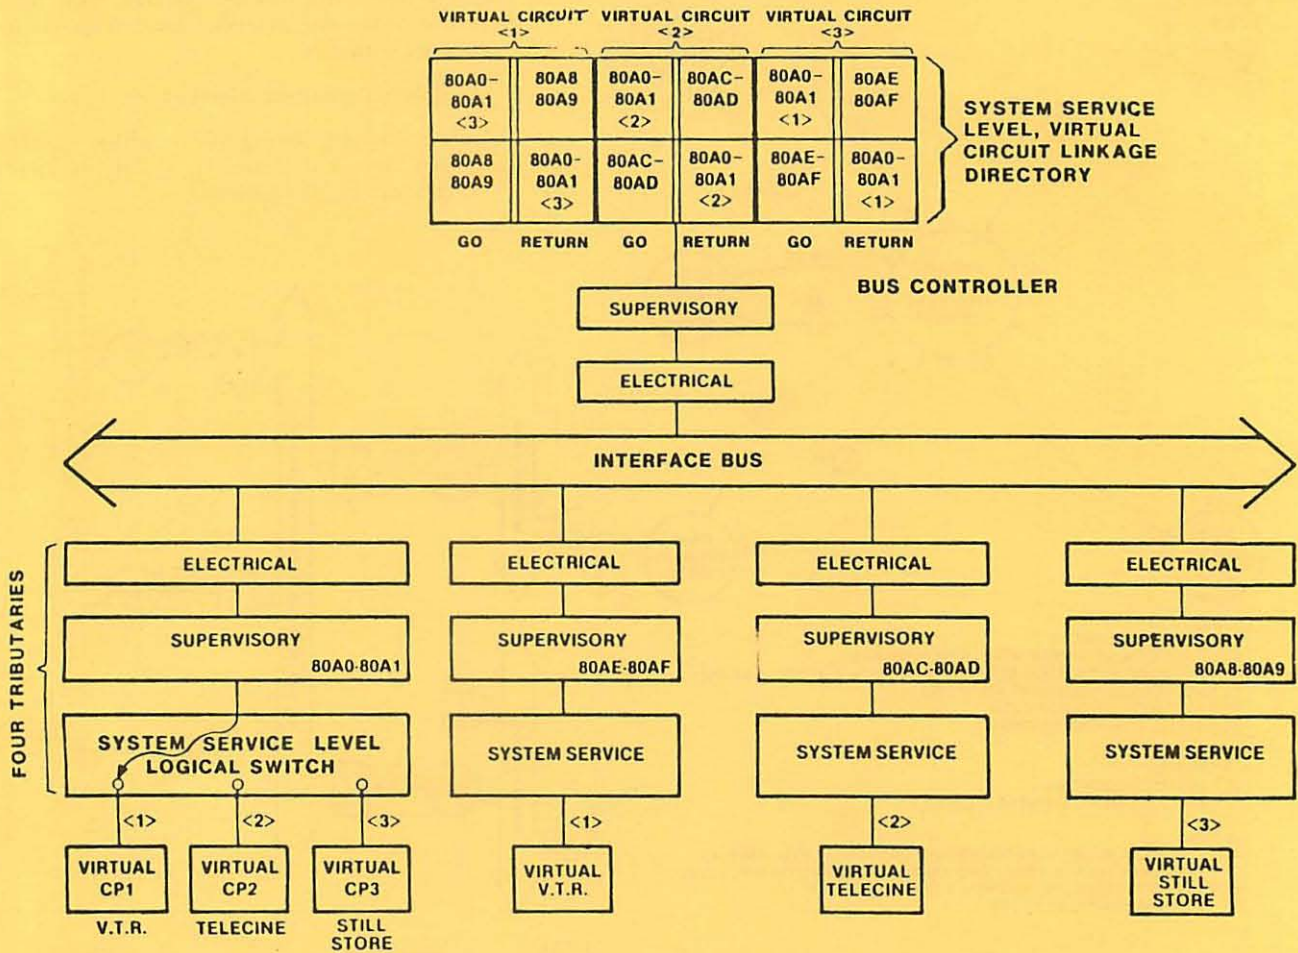 VIRTUAL CIRCUIT VIRTUAL CIRCUIT VIRTUAL CIRCUIT
<1> <2> <3>
80A0- 80A8 80A0- 80AC- 80A0- 80AE
80A1 80A9 80A1 80AD 80A1 80AF
<3> <2> <1>
80A8 80A0- 80AC- 80A0- 80AE- 80A0-
80A9 80A1 80AD 80A1 80AF 80A1
<3> <2> <1>
GO RETURN GO RETURN GO RETURN
SYSTEM SERVICE
LEVEL, VIRTUAL
CIRCUIT LINKAGE
DIRECTORY
BUS CONTROLLER
SUPERVISORY
ELECTRICAL
INTERFACE BUS
FOUR TRIBUTARIES
ELECTRICAL ELECTRICAL ELECTRICAL ELECTRICAL
SUPERVISORY SUPERVISORY SUPERVISORY SUPERVISORY
80A0-80A1 80AE-80AF 80AC-80AD 80A8-80A9
SYSTEM SERVICE LEVEL
LOGICAL SWITCH
SYSTEM SERVICE SYSTEM SERVICE SYSTEM SERVICE
<1> <2> <3> <1> <2> <3>
VIRTUAL
CP1
VIRTUAL
CP2
VIRTUAL
CP3
VIRTUAL
V.T.R.
VIRTUAL
TELECINE
VIRTUAL
STILL
STORE
V.T.R. TELECINE STILL
STORE